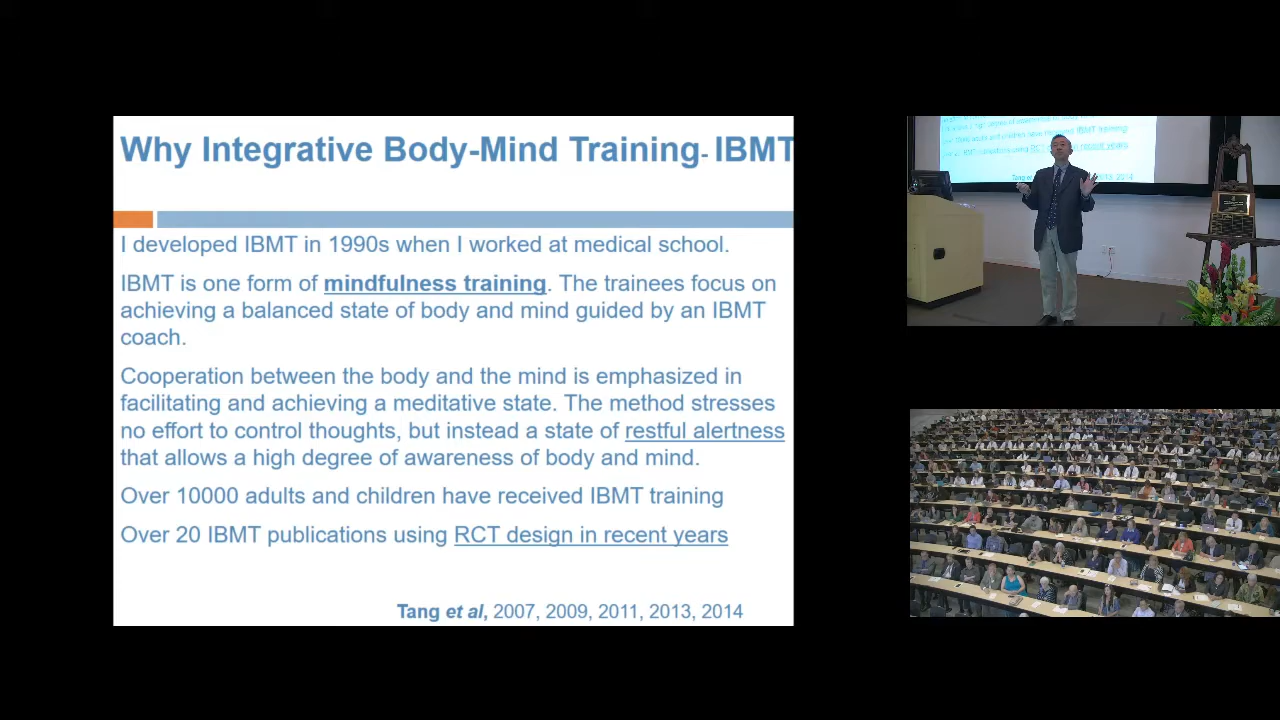 Why Integrative Body-Mind Training- IBMT
I developed IBMT in 1990s when I worked at medical school.
IBMT is one form of mindfulness training. The trainees focus on
achieving a balanced state of body and mind guided by an IBMT
coach.
Cooperation between the body and the mind is emphasized in
facilitating and achieving a meditative state. The method stresses
no effort to control thoughts, but instead a state of restful alertness
that allows a high degree of awareness of body and mind.
Over 10000 adults and children have received IBMT training
Over 20 IBMT publications using RCT design in recent years
Tang et al, 2007, 2009, 2011, 2013, 2014